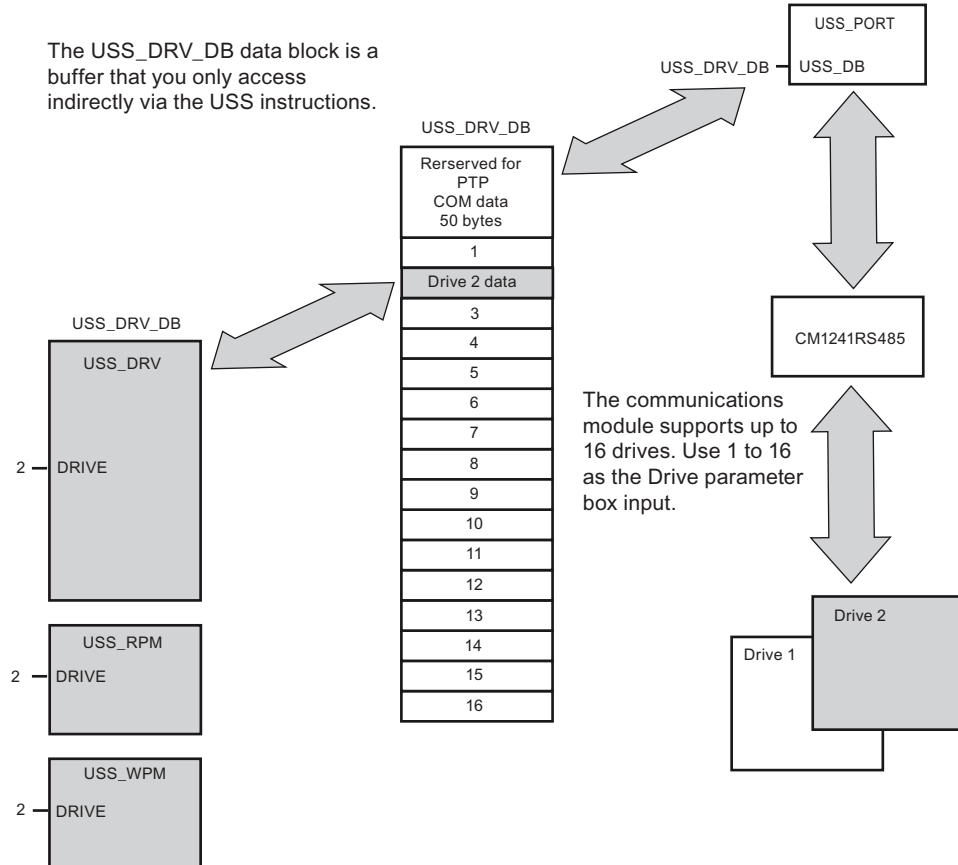 The USS_DRV_DB data block is a
buffer that you only access
indirectly via the USS instructions.
USS_PORT
USS_DRV_DB
USS_DB
USS_DRV_DB
Rerserved for
PTP
COM data
50 bytes
1
Drive 2 data
3
4
5
6
7
8
9
10
11
12
13
14
15
16
USS_DRV_DB
USS_DRV
2
DRIVE
USS_RPM
2
DRIVE
USS_WPM
2
DRIVE
CM1241RS485
The communications
module supports up to
16 drives. Use 1 to 16
as the Drive parameter
box input.
Drive 2
Drive 1